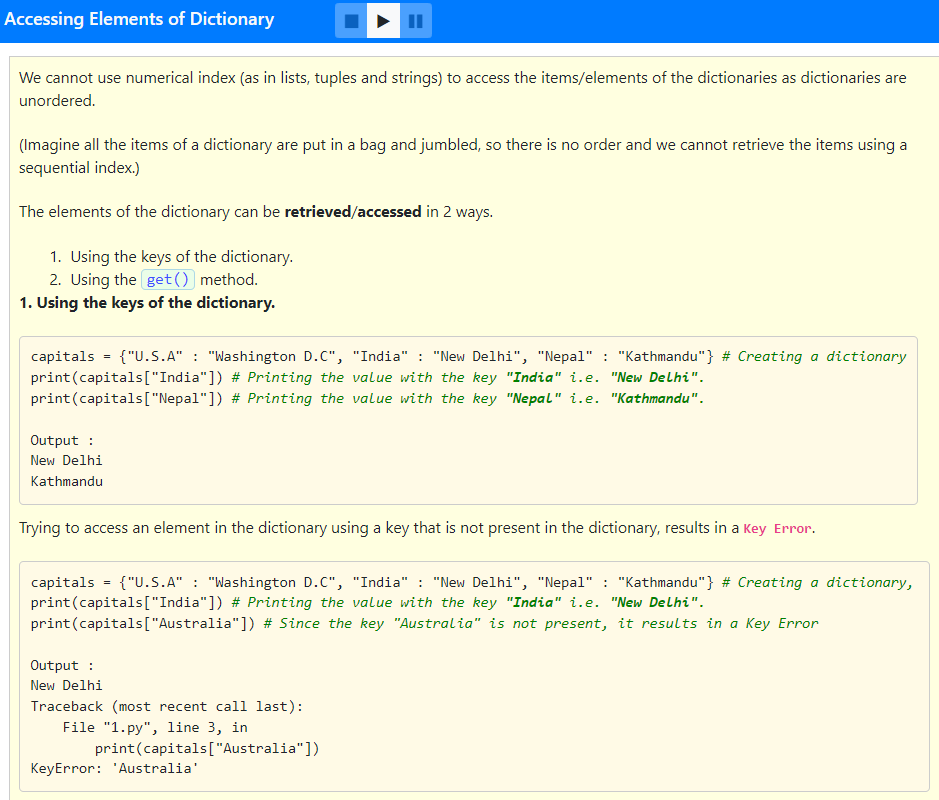 Accessing Elements of Dictionary
We cannot use numerical index (as in lists, tuples and strings) to access the items/elements of the dictionaries as dictionaries are
unordered.
(Imagine all the items of a dictionary are put in a bag and jumbled, so there is no order and we cannot retrieve the items using a
sequential index.)
The elements of the dictionary can be retrieved/accessed in 2 ways.
1. Using the keys of the dictionary.
2. Using the get() method.
1. Using the keys of the dictionary.
capitals = {"U.S.A" : "Washington D.C", "India" : "New Delhi", "Nepal" : "Kathmandu"} # Creating a dictionary
print(capitals["India"]) # Printing the value with the key "India" i.e. "New Delhi".
print(capitals["Nepal"]) # Printing the value with the key "Nepal" i.e. "Kathmandu".
Output :
New Delhi
Kathmandu
Trying to access an element in the dictionary using a key that is not present in the dictionary, results in a Key Error.
capitals = {"U.S.A" : "Washington D.C", "India" : "New Delhi", "Nepal" : "Kathmandu"} # Creating a dictionary,
print(capitals["India"]) # Printing the value with the key "India" i.e. "New Delhi".
print(capitals["Australia"]) # Since the key "Australia" is not present, it results in a Key Error
Output :
New Delhi
Traceback (most recent call last):
    File "1.py", line 3, in
        print(capitals["Australia"])
KeyError: 'Australia'